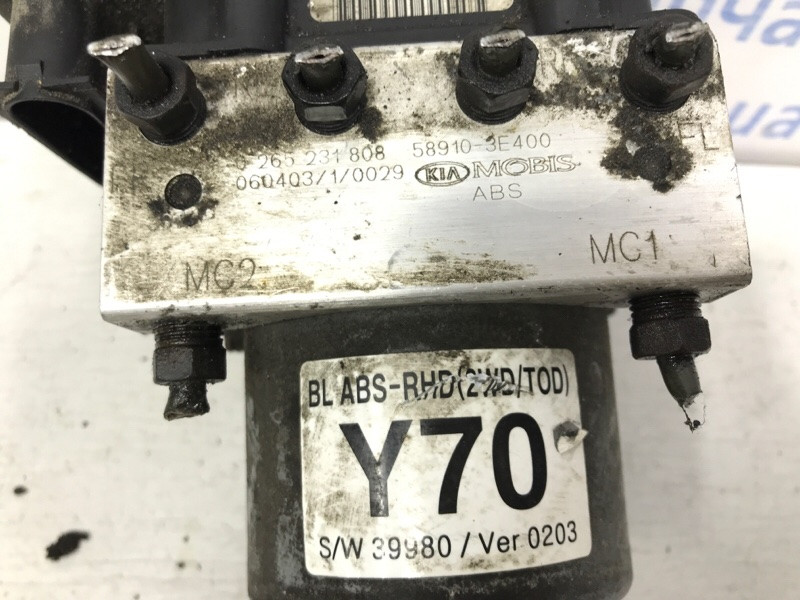 265 231 808 58910-3E400
060403/1/0029 KIA MOBIS
ABS
FL
MC2
MC1
BL ABS-RHD(2WD/TOD)
Y70
S/W 39980 / Ver 0203